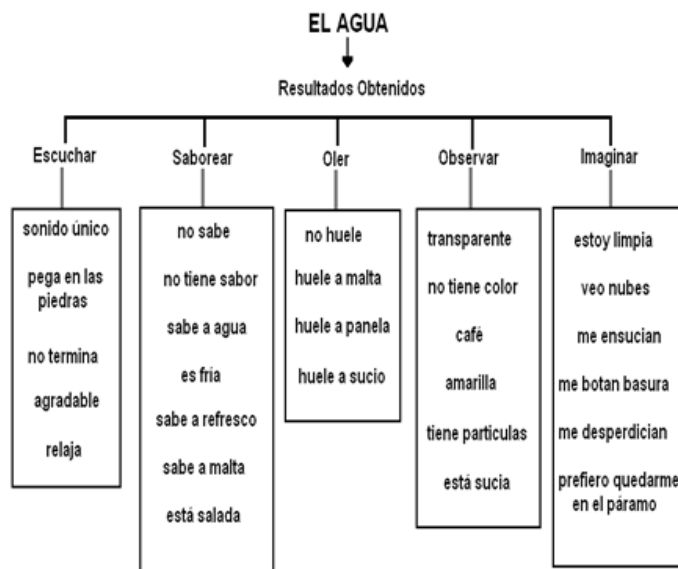 EL AGUA
Resultados Obtenidos
Escuchar
Saborear
Oler
Observar
Imaginar
sonido único
pega en las
piedras
no termina
agradable
relaja
no sabe
no tiene sabor
sabe a agua
es fría
sabe a refresco
sabe a malta
está salada
no huele
huele a malta
huele a panela
huele a sucio
transparente
no tiene color
café
amarilla
tiene particulas
está sucia
estoy limpia
veo nubes
me ensucian
me botan basura
me desperdician
prefiero quedarme
en el páramo